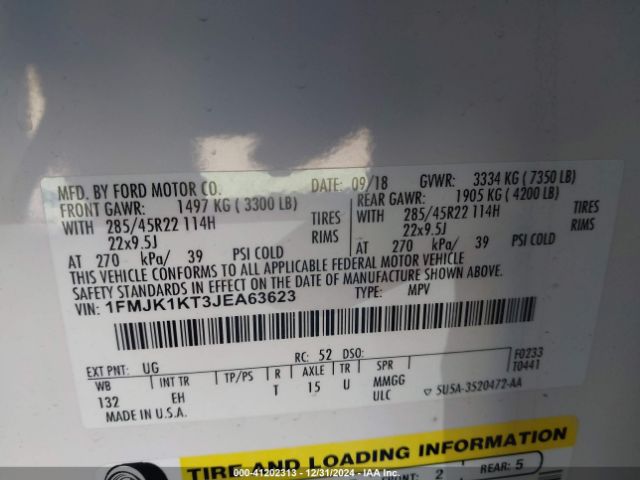 MFD. BY FORD MOTOR CO. DATE: 09/18 GVWR: 3334 KG ( 7350 LB)
FRONT GAWR: 1497 KG ( 3300 LB) REAR GAWR: 1905 KG ( 4200 LB)
WITH 285/45R22 114H TIRES WITH 285/45R22 114H TIRES
22x9.5J RIMS 22x9.5J RIMS
AT 270 kPa/ 39 PSI COLD AT 270 kPa/ 39 PSI COLD
THIS VEHICLE CONFORMS TO ALL APPLICABLE FEDERAL MOTOR VEHICLE
SAFETY STANDARDS IN EFFECT ON THE DATE OF MANUFACTURE SHOWN ABOVE.
VIN: 1FMJK1KT3JEA63623 TYPE: MPV
EXT PNT: UG RC: 52 DSO: F0233
WB INT TR TP/PS R AXLE TR SPR T0441
132 EH T 15 U MMGG
ULC ▽ 5U5A-3520472-AA
MADE IN U.S.A.
TIRE AND LOADING INFORMATION
FRONT: 2 REAR: 5
00-41202313 - 12/31/2024 - IAA Inc.